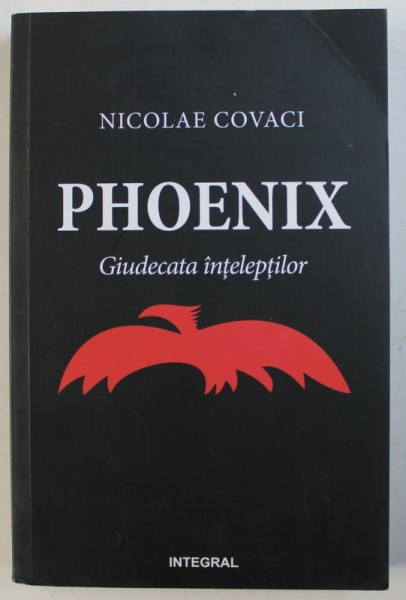 NICOLAE COVACI
PHOENIX
Giudecata înțelepților
INTEGRAL